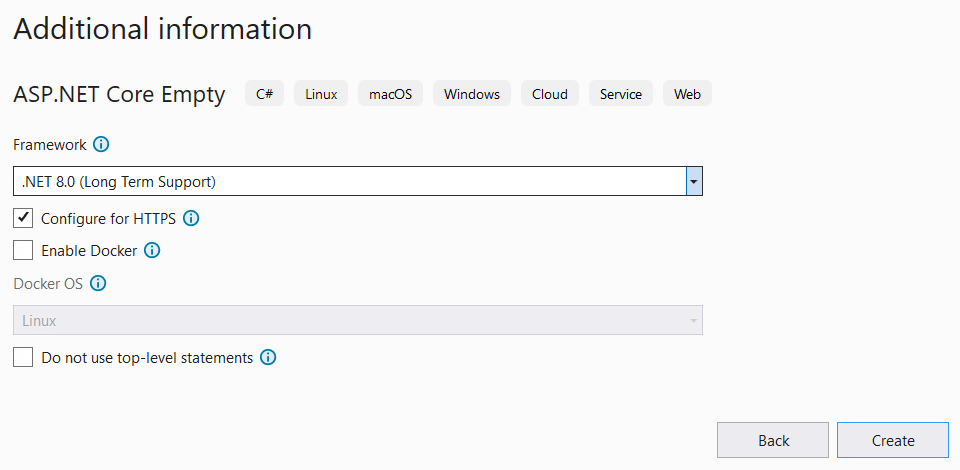 Additional information
ASP.NET Core Empty C# Linux macOS Windows Cloud Service Web
Framework
.NET 8.0 (Long Term Support)
Configure for HTTPS
Enable Docker
Docker OS
Linux
Do not use top-level statements
Back Create